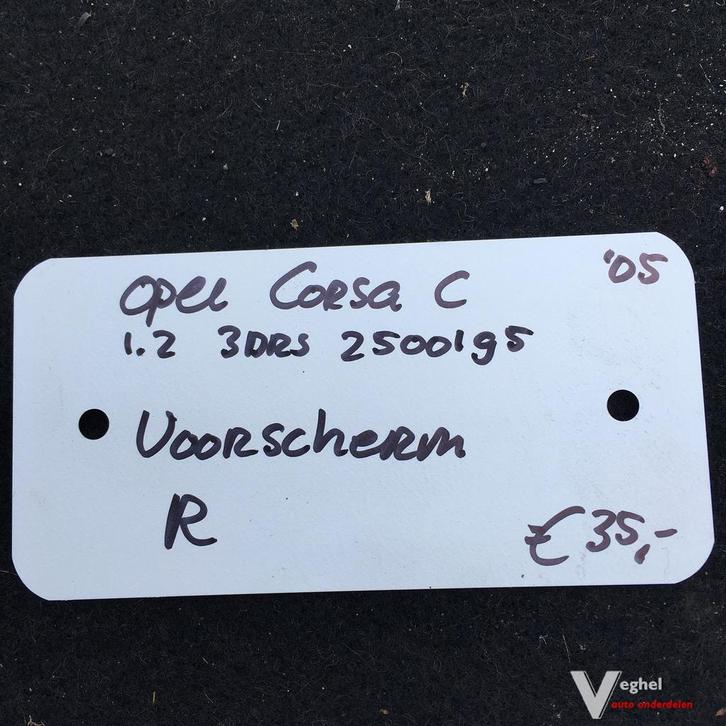 Opel Corsa C '05
1.2 3DRS 2500195
Voorscherm
R
€35,-
Veghel
auto onderdelen